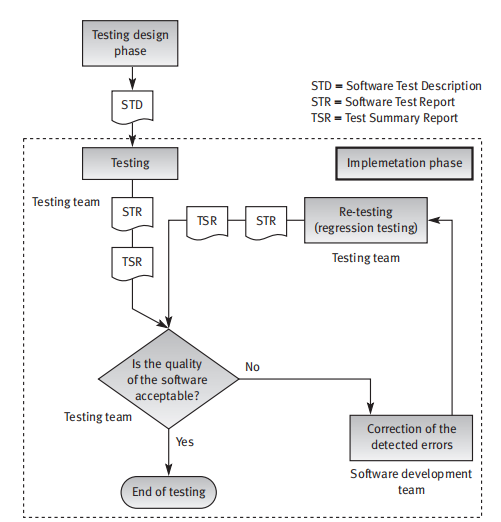 Testing design
phase
STD
STD = Software Test Description
STR = Software Test Report
TSR = Test Summary Report
Testing
Implemetation phase
Testing team
STR
TSR
TSR
STR
Re-testing
(regression testing)
Testing team
Is the quality
of the software
acceptable?
No
Testing team
Yes
Correction of the
detected errors
Software development
team
End of testing